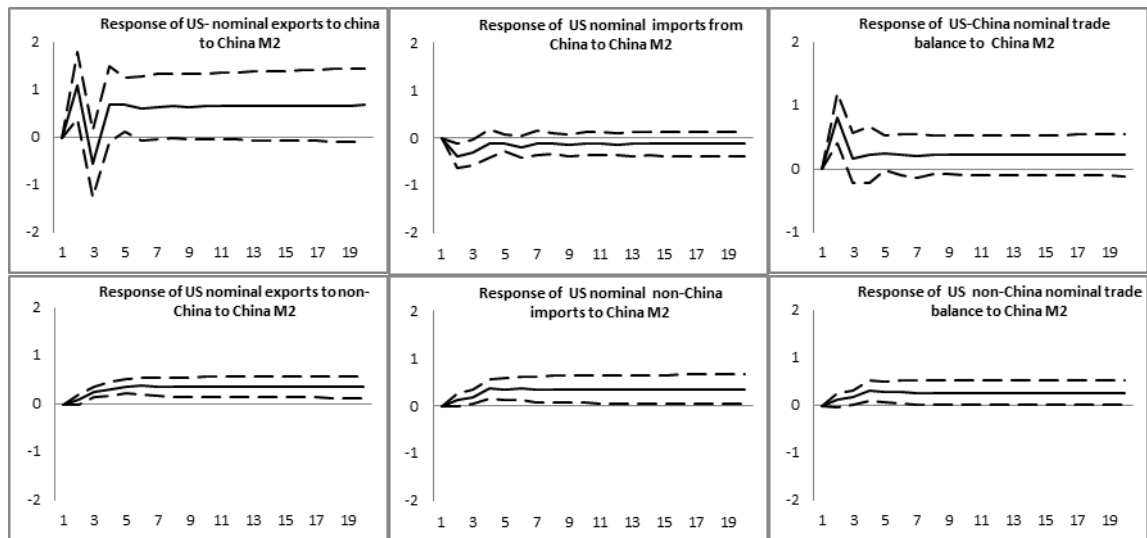 Response of US- nominal exports to china
to China M2
2
1
0
-1
-2
1 3 5 7 9 11 13 15 17 19
Response of US nominal imports from
China to China M2
2
1
0
-1
-2
1 3 5 7 9 11 13 15 17 19
Response of US-China nominal trade
balance to China M2
2
1
0
-1
1 3 5 7 9 11 13 15 17 19
Response of US nominal exports to non-
China to China M2
2
1
0
-1
-2
1 3 5 7 9 11 13 15 17 19
Response of US nominal non-China
imports to China M2
2
1
0
-1
-2
1 3 5 7 9 11 13 15 17 19
Response of US non-China nominal trade
balance to China M2
2
1
0
-1
-2
1 3 5 7 9 11 13 15 17 19